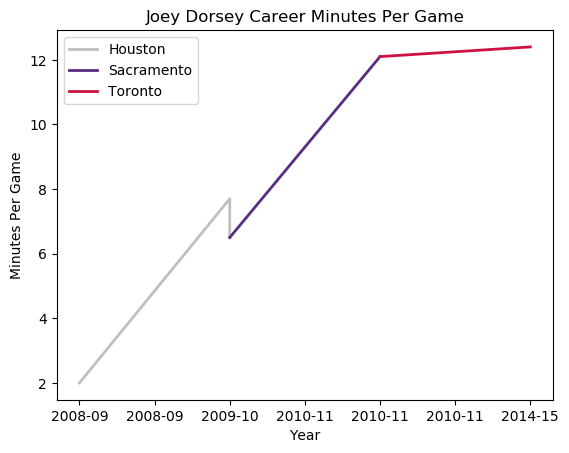 Joey Dorsey Career Minutes Per Game
Houston
Sacramento
Toronto
Minutes Per Game
12
10
8
6
4
2
2008-09 2008-09 2009-10 2010-11 2010-11 2010-11 2014-15
Year